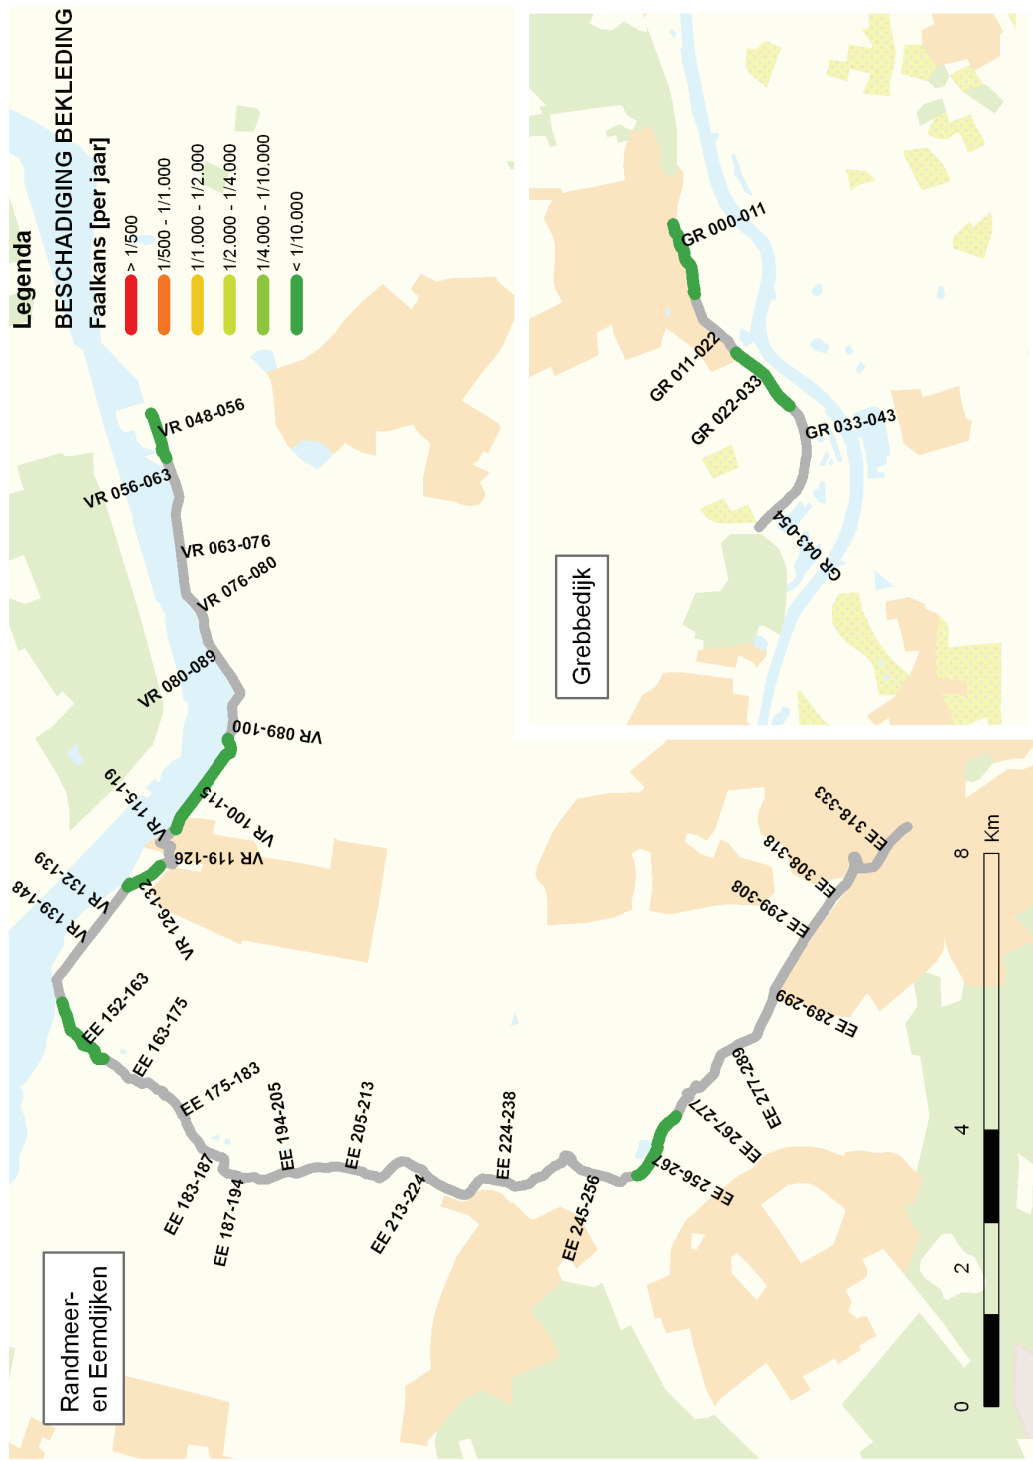 Legenda
BESCHADIGING BEKLEDING
Faalkans [per jaar]
> 1/500
1/500 - 1/1.000
1/1.000 - 1/2.000
1/2.000 - 1/4.000
1/4.000 - 1/10.000
< 1/10.000
Randmeer-
en Eemdijken
VR 048-056
VR 056-063
VR 063-076
VR 076-080
VR 080-089
VR 089-100
VR 100-115
VR 115-119
VR 119-126
VR 126-132
VR 132-139
VR 139-148
EE 152-163
EE 163-175
EE 175-183
EE 183-187
EE 187-194
EE 194-205
EE 205-213
EE 213-224
EE 224-238
EE 245-256
EE 256-267
EE 267-277
EE 277-289
EE 289-299
EE 299-308
EE 308-318
EE 318-333
Grebbedijk
GR 000-011
GR 011-022
GR 022-033
GR 033-043
GR 043-054
0 2 4 8
Km